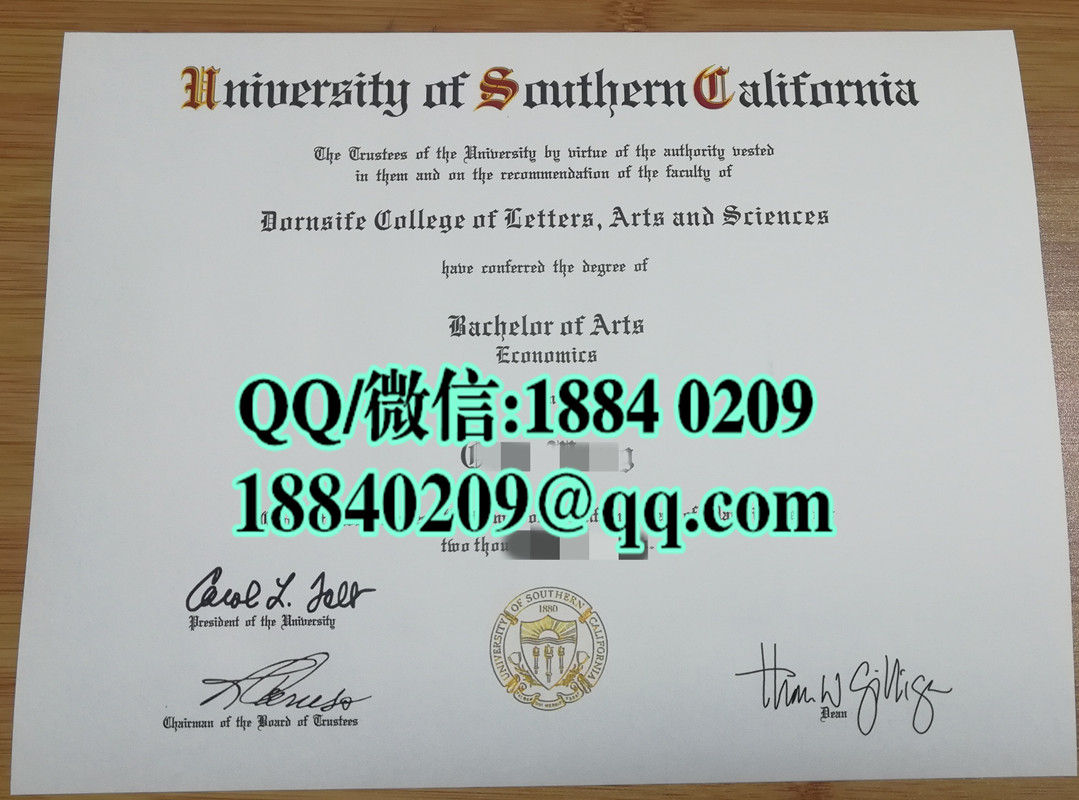 University of Southern California
The Trustees of the University by virtue of the authority vested
in them and on the recommendation of the faculty of
Dornsife College of Letters, Arts and Sciences
have conferred the degree of
Bachelor of Arts
Economics
QQ/微信:1884 0209
18840209@qq.com
two
Carol L. Folt
President of the University
Chairman of the Board of Trustees
UNIVERSITY OF SOUTHERN CALIFORNIA
1880
Dean